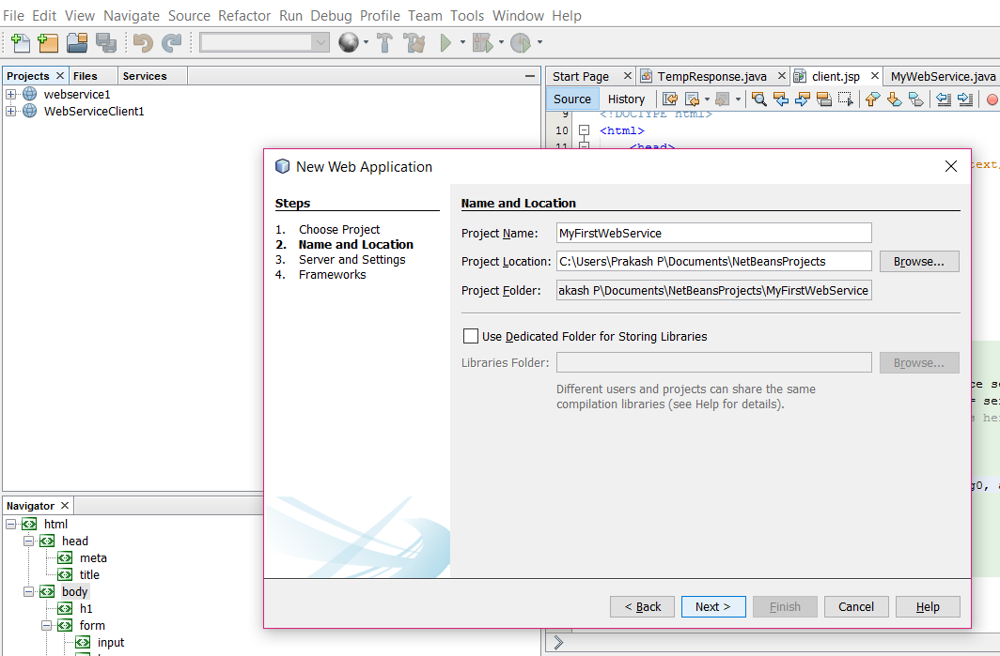 File Edit View Navigate Source Refactor Run Debug Profile Team Tools Window Help
Projects Files Services
Start Page TempResponse.java client.jsp MyWebService.java
webservice1
WebServiceClient1
Source History
9 <!DOCTYPE html>
10 <html>
11 <head>
New Web Application
Steps
1. Choose Project
2. Name and Location
3. Server and Settings
4. Frameworks
Name and Location
Project Name: MyFirstWebService
Project Location: C:\Users\Prakash P\Documents\NetBeansProjects Browse...
Project Folder: akash P\Documents\NetBeansProjects\MyFirstWebService
Use Dedicated Folder for Storing Libraries
Libraries Folder: Browse...
Different users and projects can share the same
compilation libraries (see Help for details).
< Back Next > Finish Cancel Help
Navigator
html
head
meta
title
body
h1
form
input